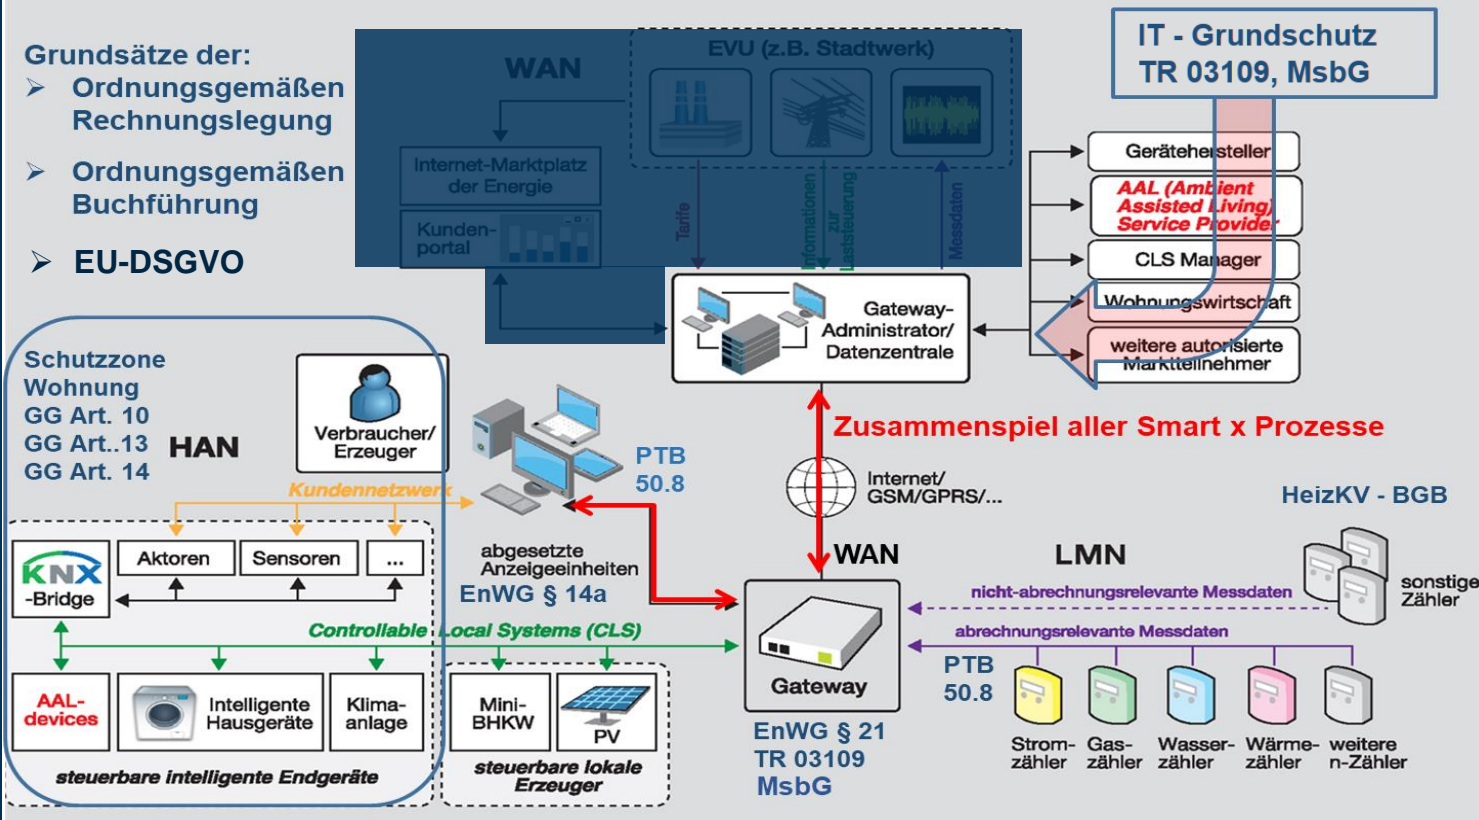 Grundsätze der:
Ordnungsgemäßen
Rechnungslegung
Ordnungsgemäßen
Buchführung
EU-DSGVO
WAN
EVU (z.B. Stadtwerk)
Internet-Marktplatz
der Energie
Kunden-
portal
Tarife
Informationen
zur
Laststeuerung
Messdaten
IT - Grundschutz
TR 03109, MsbG
Gerätehersteller
AAL (Ambient
Assisted Living)
Service Provider
CLS Manager
Wohnungswirtschaft
weitere autorisierte
Marktteilnehmer
Gateway-
Administrator/
Datenzentrale
Schutzzone
Wohnung
GG Art. 10
GG Art..13
GG Art. 14
HAN
Verbraucher/
Erzeuger
Kundennetzwerk
PTB
50.8
Zusammenspiel aller Smart x Prozesse
Internet/
GSM/GPRS/...
HeizKV - BGB
KNX
-Bridge
Aktoren
Sensoren
...
abgesetzte
Anzeigeeinheiten
EnWG § 14a
WAN
LMN
nicht-abrechnungsrelevante Messdaten
sonstige
Zähler
Controllable Local Systems (CLS)
abrechnungsrelevante Messdaten
PTB
50.8
AAL-
devices
Intelligente
Hausgeräte
Klima-
anlage
Mini-
BHKW
PV
Gateway
steuerbare intelligente Endgeräte
steuerbare lokale
Erzeuger
EnWG § 21
TR 03109
MsbG
Strom-
zähler
Gas-
zähler
Wasser-
zähler
Wärme-
zähler
weitere
n-Zähler